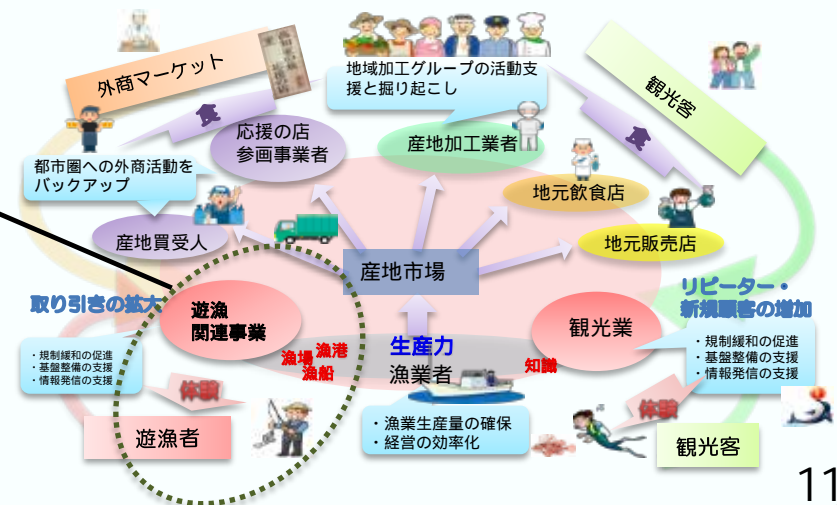 外商マーケット
地域加工グループの活動支
援と掘り起こし
観光客
食
食
応援の店
参画事業者
産地加工業者
都市圏への外商活動を
バックアップ
地元飲食店
産地買受人
地元販売店
産地市場
取り引きの拡大
遊漁
関連事業
リピーター・
新規顧客の増加
生産力
漁業者
観光業
漁場
漁港
漁船
知識
・規制緩和の促進
・基盤整備の支援
・情報発信の支援
・規制緩和の促進
・基盤整備の支援
・情報発信の支援
体験
体験
遊漁者
・漁業生産量の確保
・経営の効率化
観光客
11